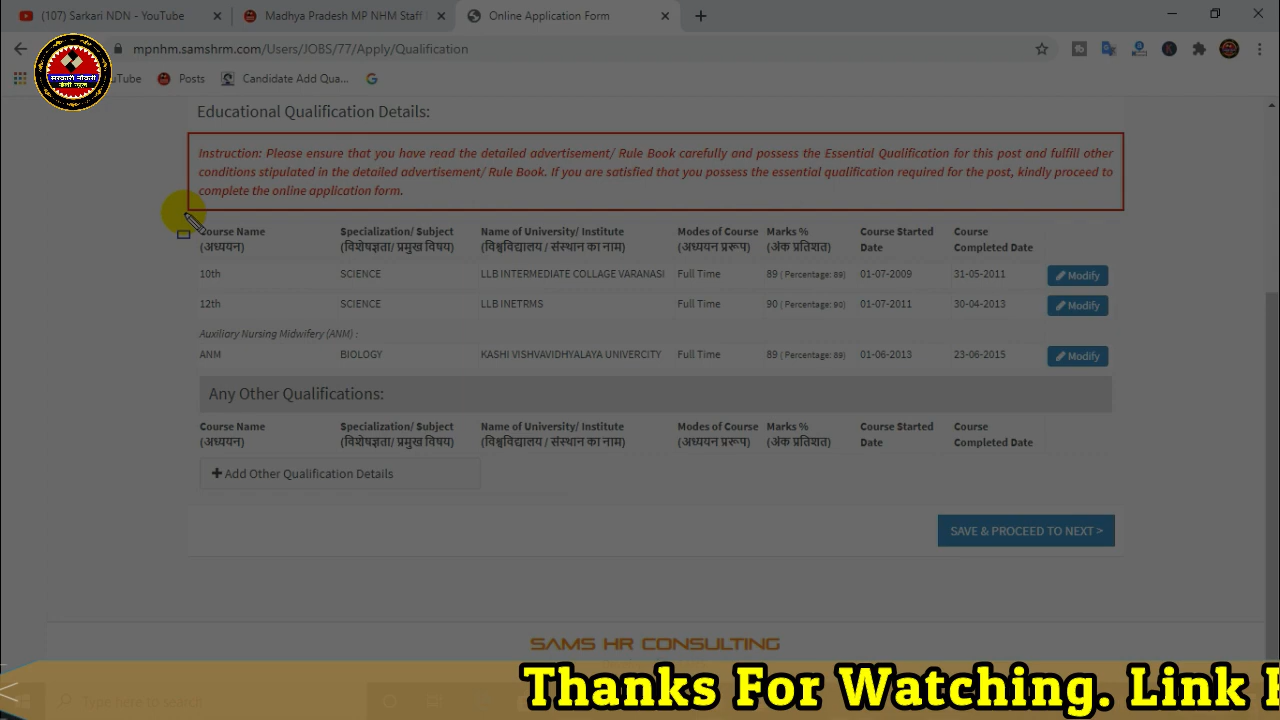 (107) Sarkari NDN - YouTube
Madhya Pradesh MP NHM Staff
Online Application Form
mpnhm.samshrm.com/Users/JOBS/77/Apply/Qualification
Posts
Candidate Add Qua...
सरकारी नौकरी
Educational Qualification Details:
Instruction: Please ensure that you have read the detailed advertisement/ Rule Book carefully and possess the Essential Qualification for this post and fulfill other
conditions stipulated in the detailed advertisement/ Rule Book. If you are satisfied that you possess the essential qualification required for the post, kindly proceed to
complete the online application form.
Course Name Specialization/ Subject Name of University/ Institute Modes of Course Marks % Course Started Course
(अध्ययन) (विशेषज्ञता/ प्रमुख विषय) (विश्वविद्यालय / संस्थान का नाम) (अध्ययन प्ररूप) (अंक प्रतिशत) Date Completed Date
10th SCIENCE LLB INTERMEDIATE COLLAGE VARANASI Full Time 89 ( Percentage: 89) 01-07-2009 31-05-2011 Modify
12th SCIENCE LLB INETRMS Full Time 90 ( Percentage: 90) 01-07-2011 30-04-2013 Modify
Auxiliary Nursing Midwifery (ANM) :
ANM BIOLOGY KASHI VISHVAVIDHYALAYA UNIVERCITY Full Time 89 ( Percentage: 89) 01-06-2013 23-06-2015 Modify
Any Other Qualifications:
Course Name Specialization/ Subject Name of University/ Institute Modes of Course Marks % Course Started Course
(अध्ययन) (विशेषज्ञता/ प्रमुख विषय) (विश्वविद्यालय / संस्थान का नाम) (अध्ययन प्ररूप) (अंक प्रतिशत) Date Completed Date
+ Add Other Qualification Details
SAVE & PROCEED TO NEXT >
SAMS HR CONSULTING
Thanks For Watching. Link
Type here to search